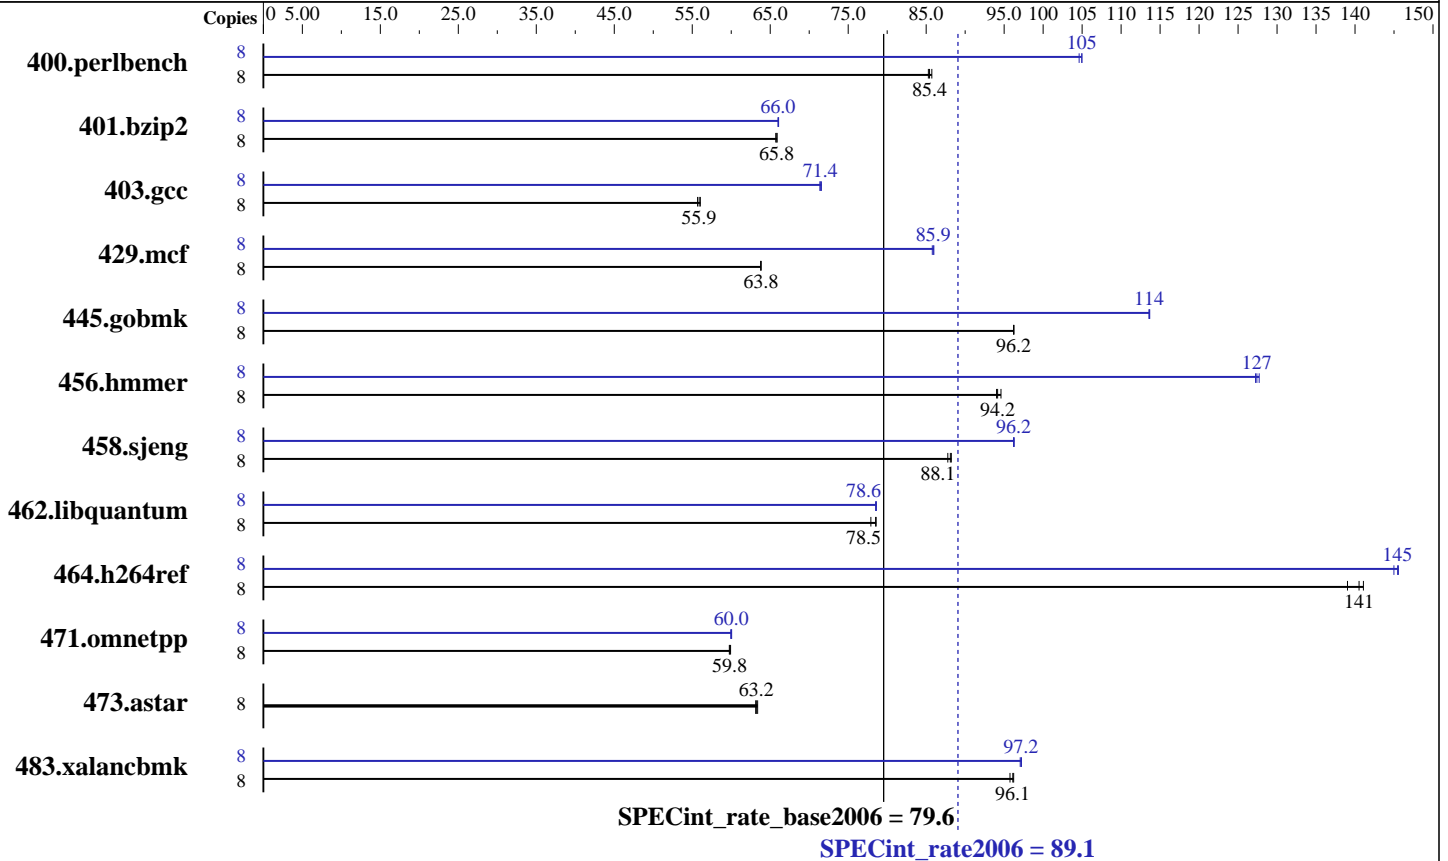 Copies 0 5.00 15.0 25.0 35.0 45.0 55.0 65.0 75.0 85.0 95.0 100 105 110 115 120 125 130 135 140 150
400.perlbench 8 105
8 85.4
401.bzip2 8 66.0
8 65.8
403.gcc 8 71.4
8 55.9
429.mcf 8 85.9
8 63.8
445.gobmk 8 114
8 96.2
456.hmmer 8 127
8 94.2
458.sjeng 8 96.2
8 88.1
462.libquantum 8 78.6
8 78.5
464.h264ref 8 145
8 141
471.omnetpp 8 60.0
8 59.8
473.astar 8 63.2
483.xalancbmk 8 97.2
8 96.1
SPECint_rate_base2006 = 79.6
SPECint_rate2006 = 89.1